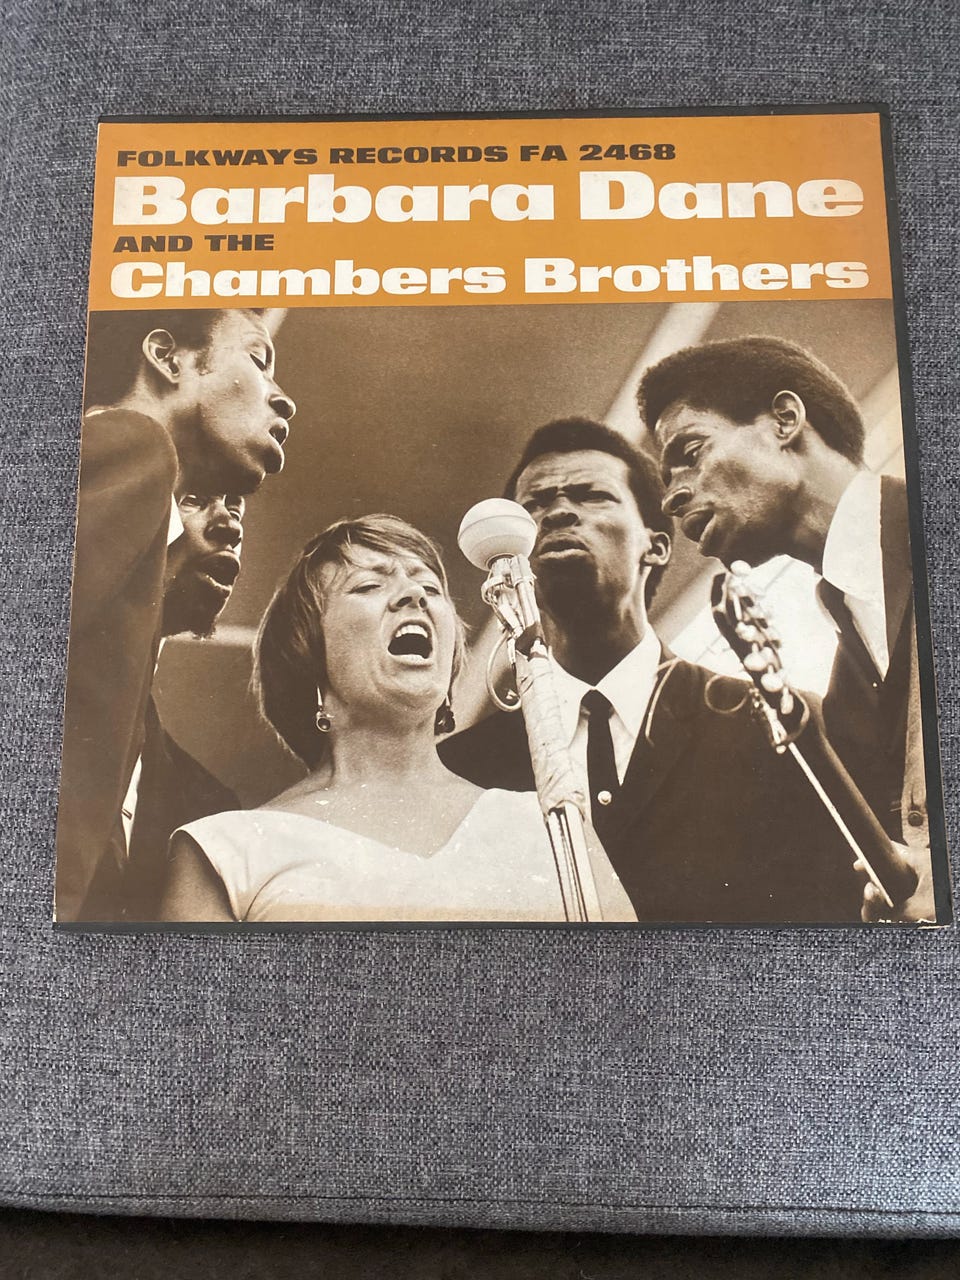 FOLKWAYS RECORDS FA 2468
Barbara Dane
AND THE
Chambers Brothers